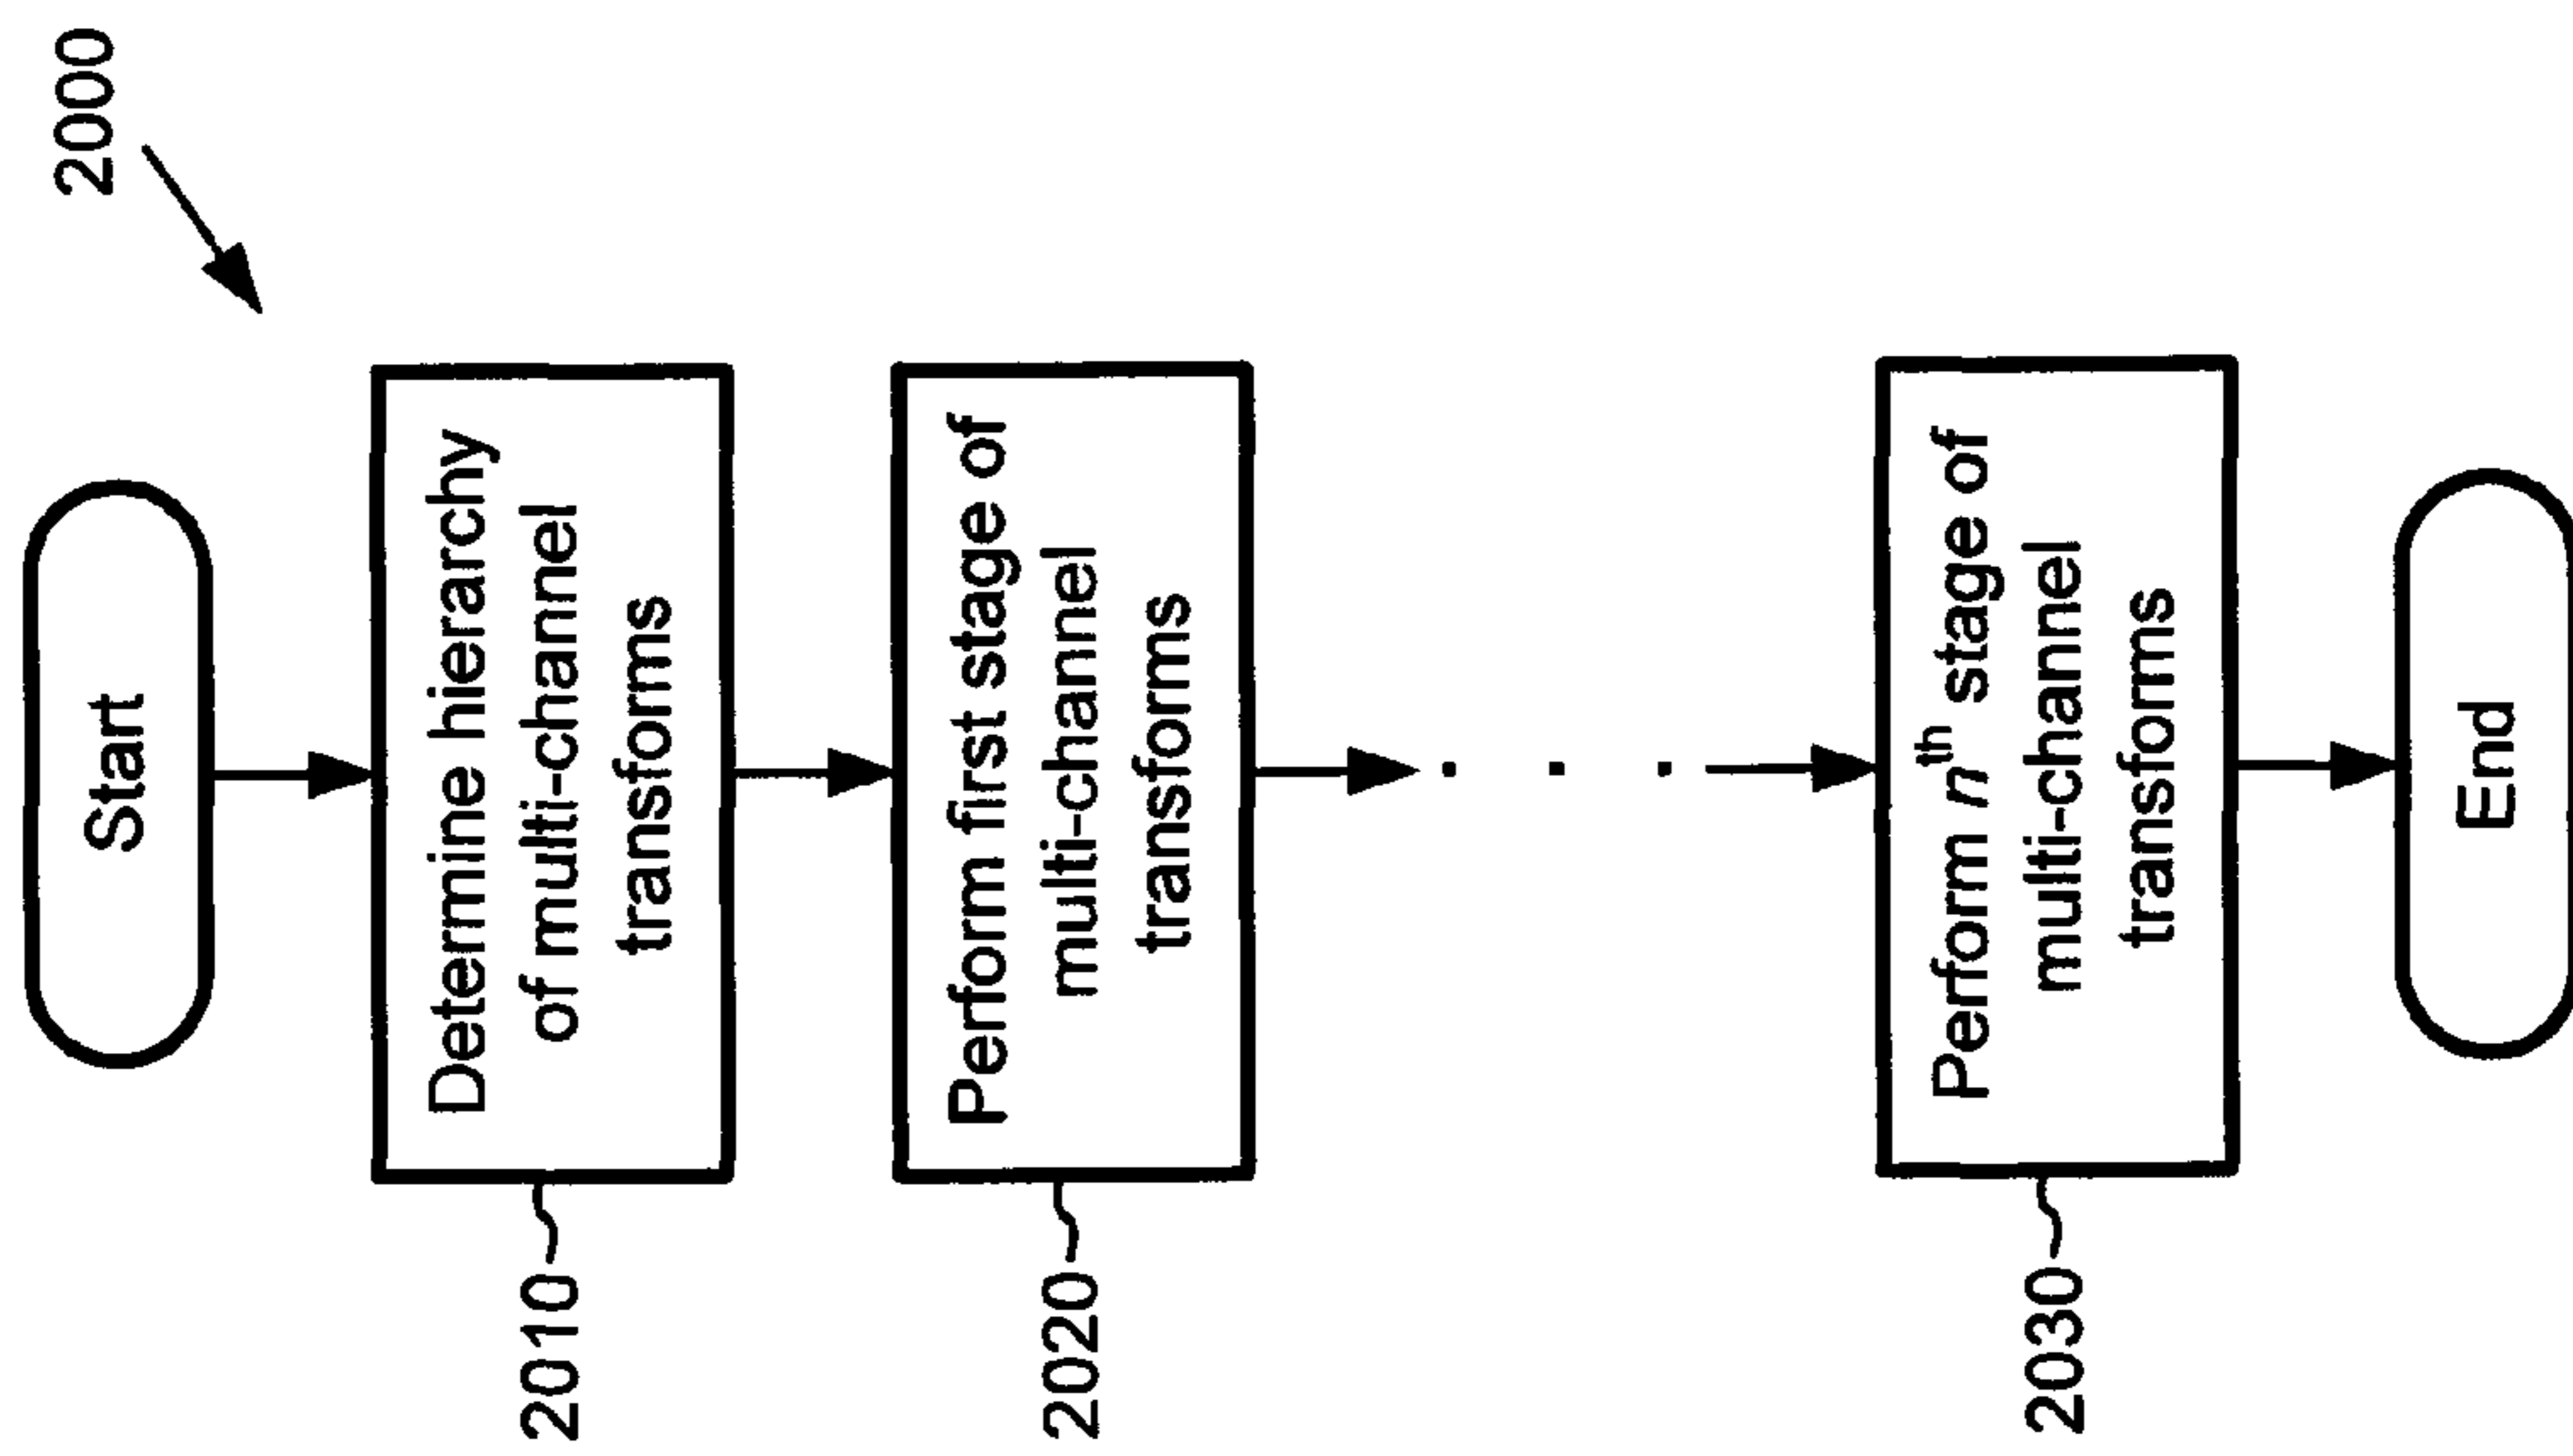 2000
Start
Determine hierarchy
of multi-channel
transforms
2010
Perform first stage of
multi-channel
transforms
2020
. . .
Perform nth stage of
multi-channel
transforms
2030
End